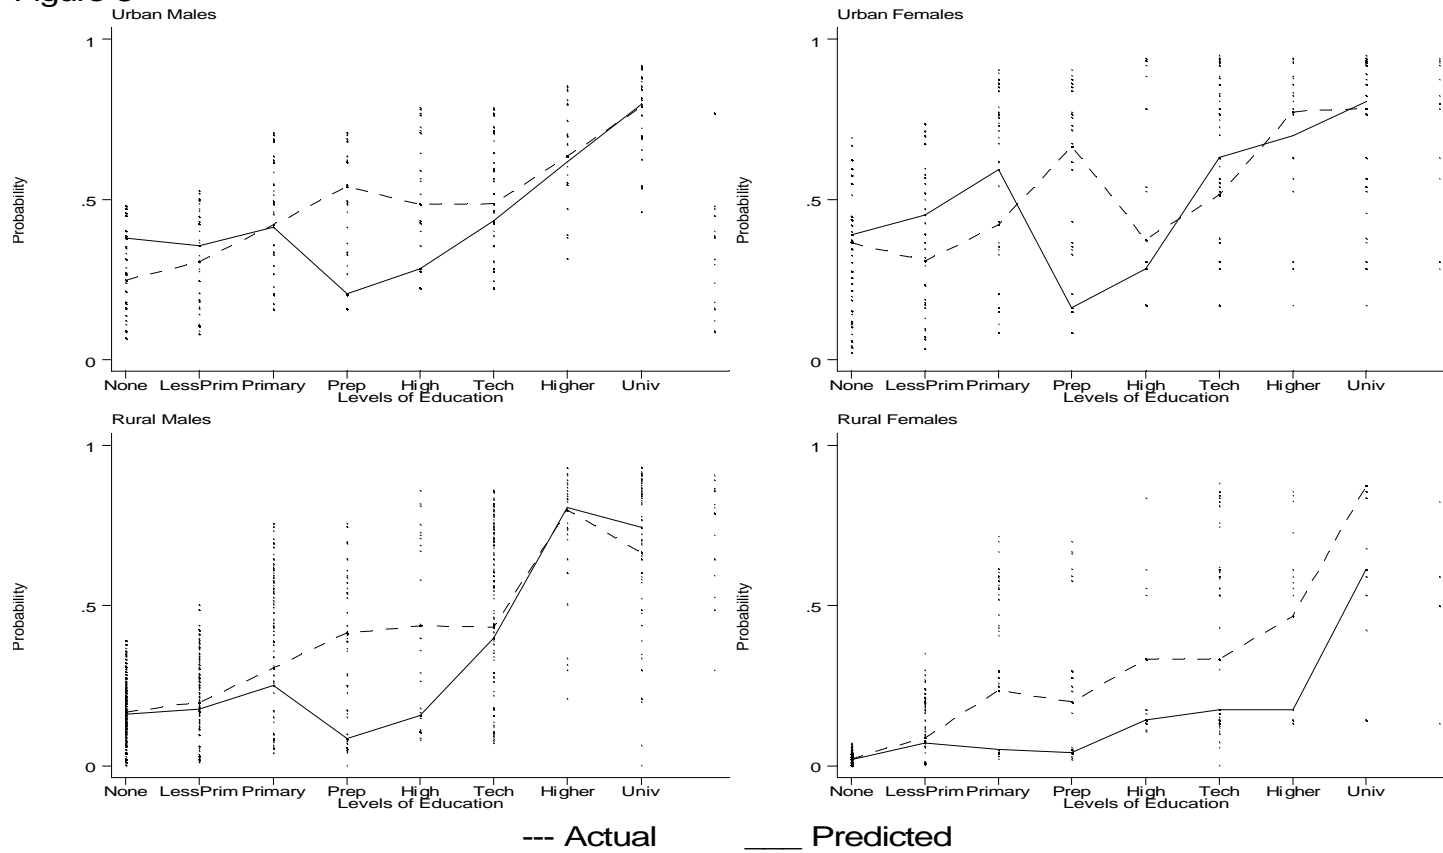 Urban Males
Urban Females
1
.5
0
Probability
None LessPrim Primary Prep High Tech Higher Univ
Levels of Education
1
.5
0
Probability
None LessPrim Primary Prep High Tech Higher Univ
Levels of Education
Rural Males
Rural Females
1
.5
0
Probability
None LessPrim Primary Prep High Tech Higher Univ
Levels of Education
1
.5
0
Probability
None LessPrim Primary Prep High Tech Higher Univ
Levels of Education
--- Actual ___ Predicted